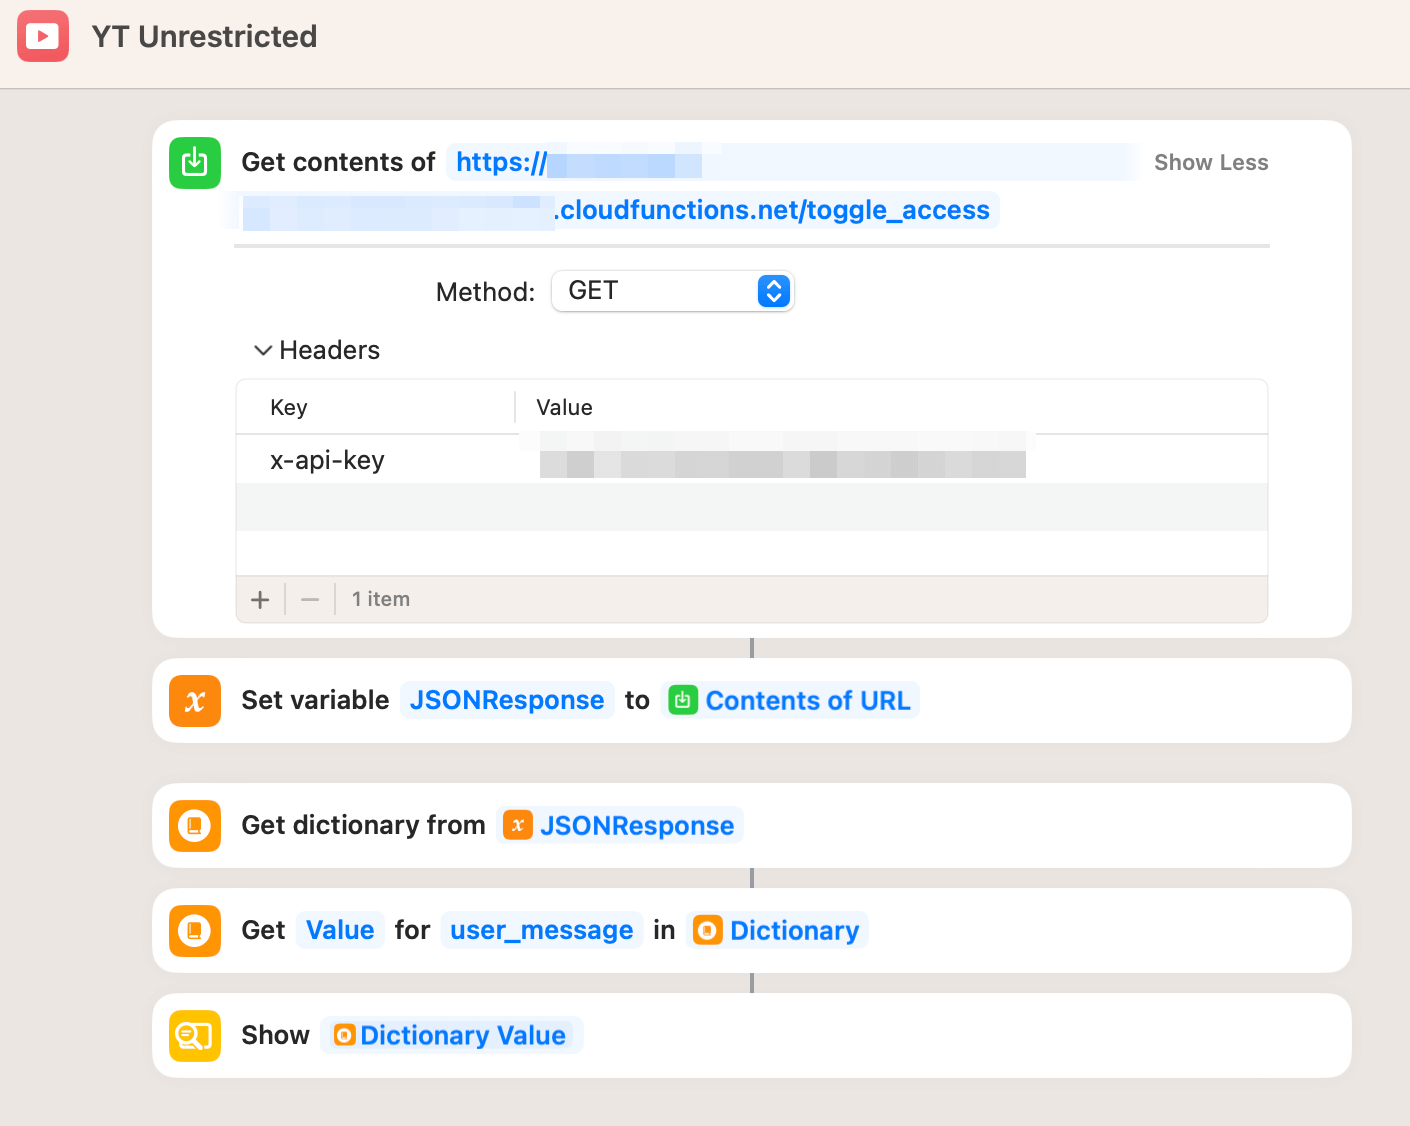 YT Unrestricted
Get contents of https:// Show Less
.cloudfunctions.net/toggle_access
Method: GET
Headers
Key Value
x-api-key
1 item
Set variable JSONResponse to Contents of URL
Get dictionary from JSONResponse
Get Value for user_message in Dictionary
Show Dictionary Value